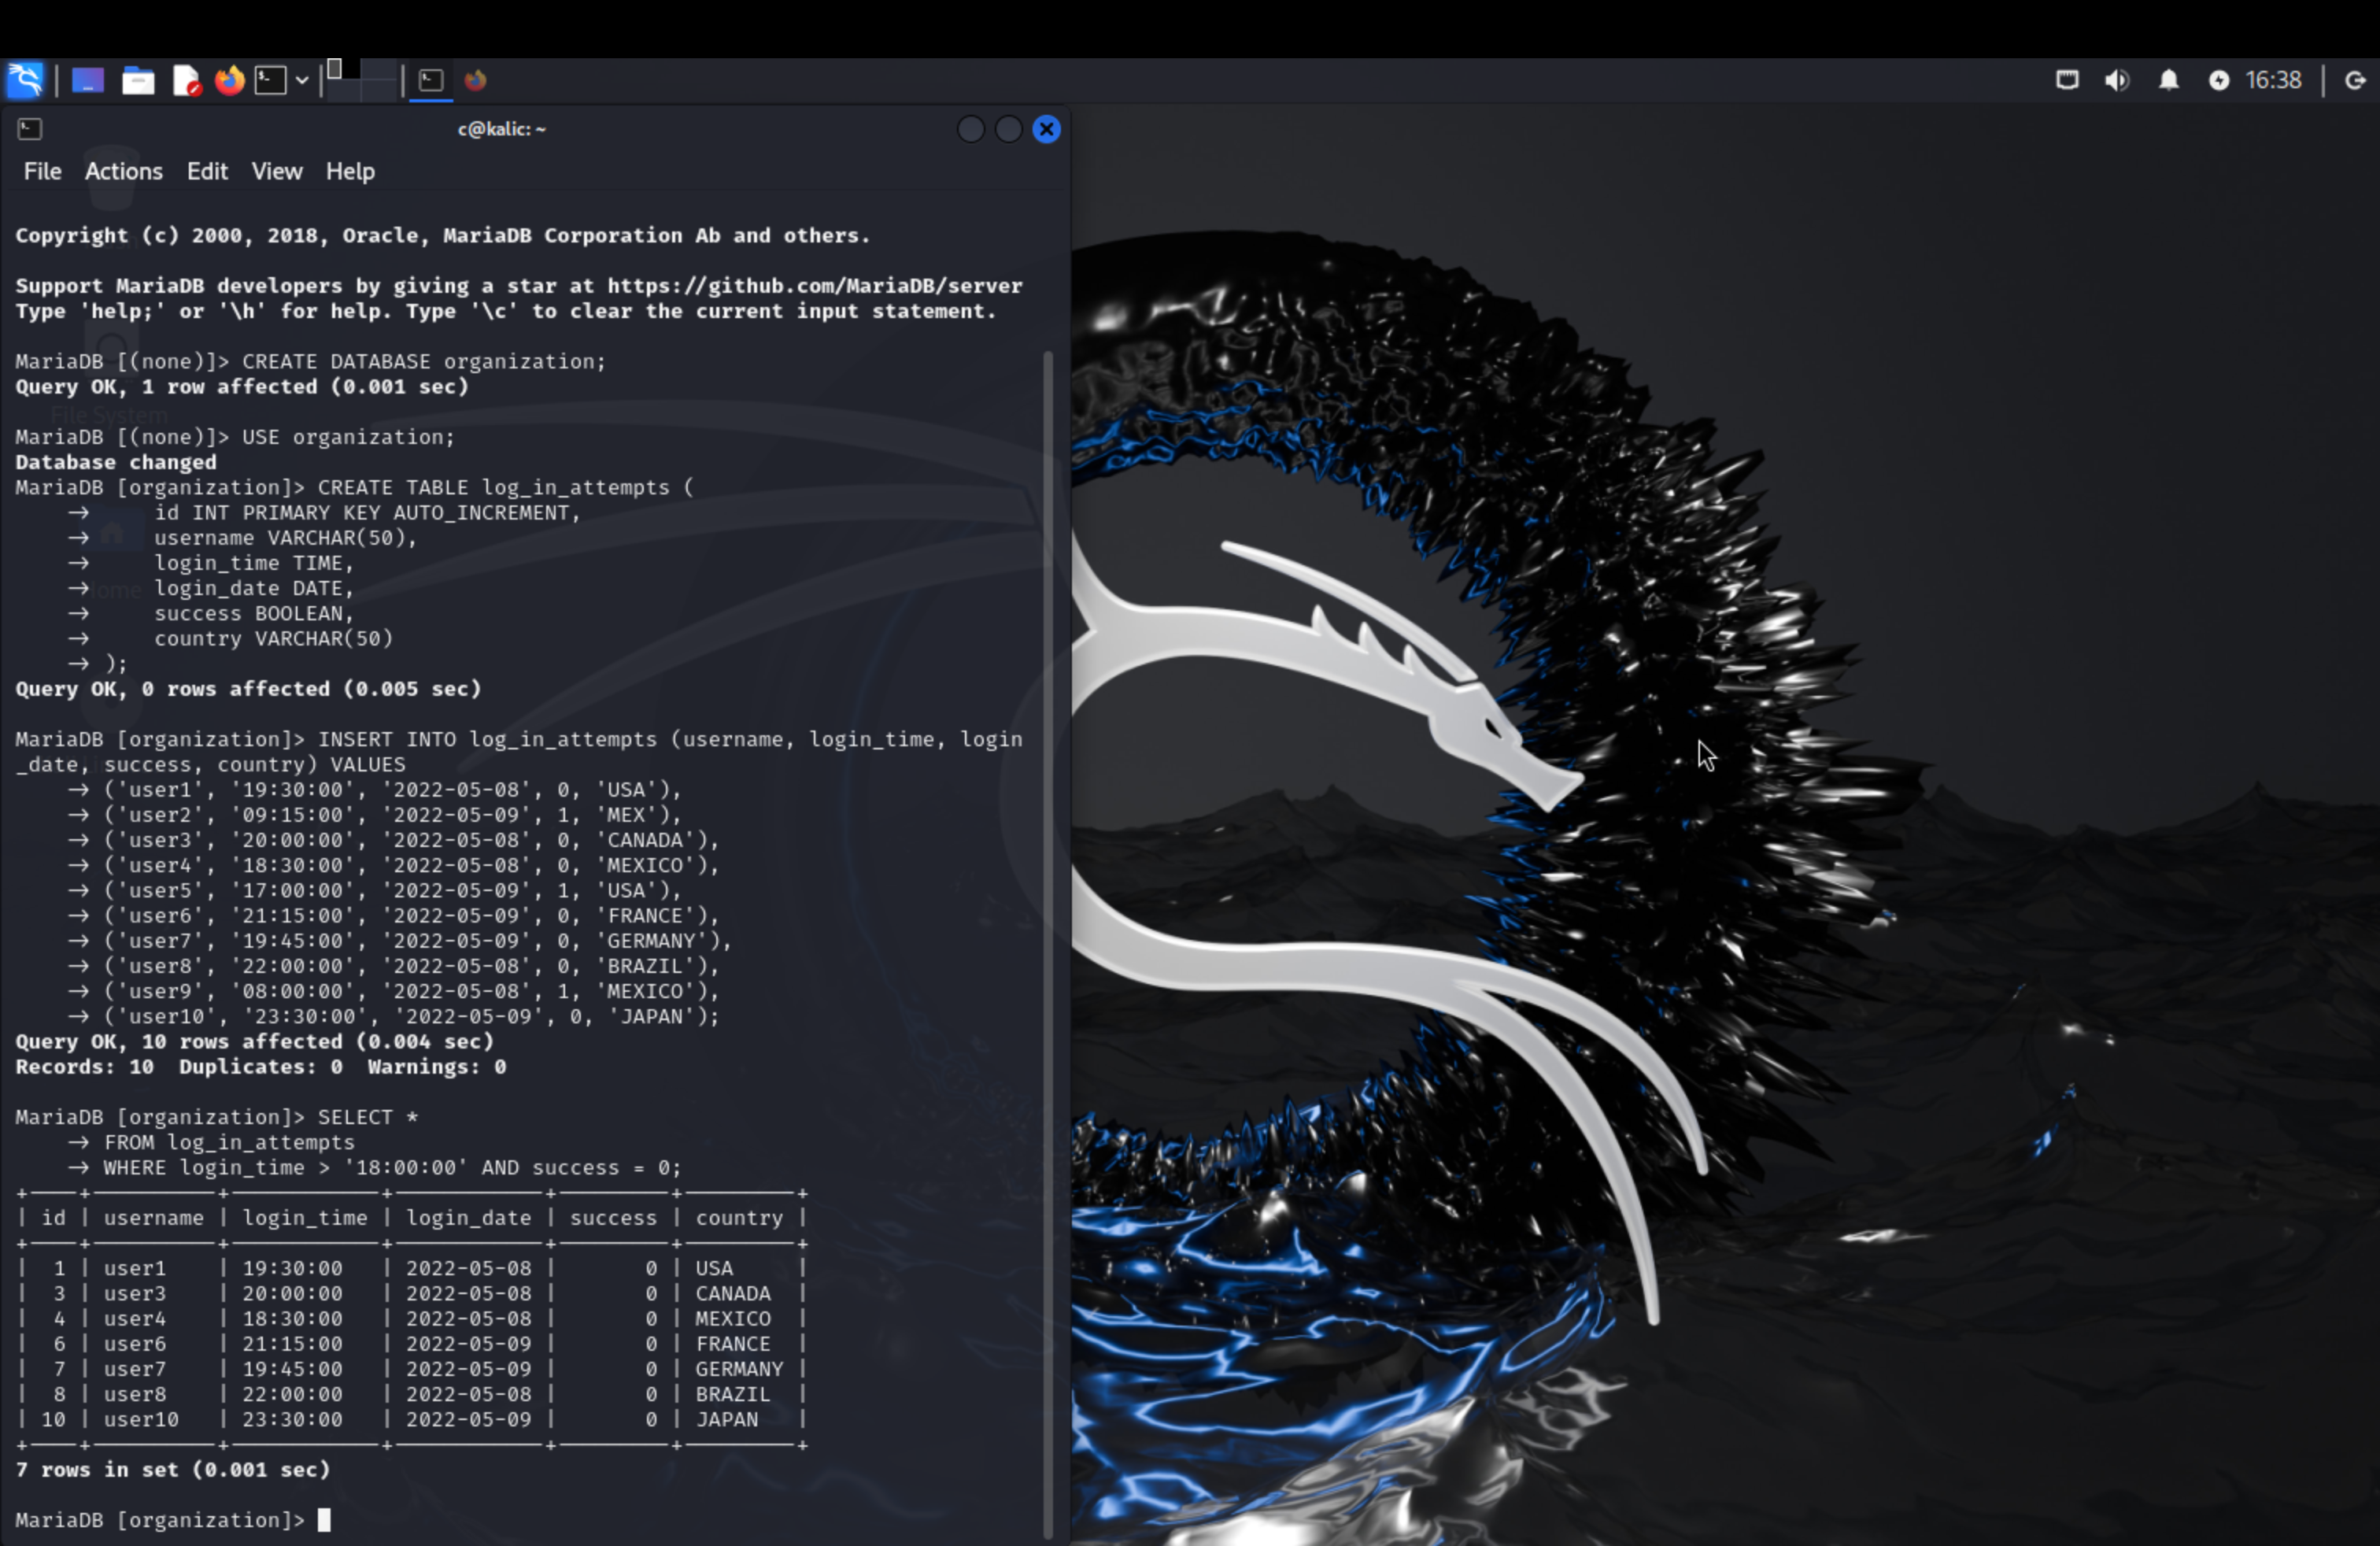 16:38
c@kalic: ~
File Actions Edit View Help
Copyright (c) 2000, 2018, Oracle, MariaDB Corporation Ab and others.
Support MariaDB developers by giving a star at https://github.com/MariaDB/server
Type 'help;' or '\h' for help. Type '\c' to clear the current input statement.
MariaDB [(none)]> CREATE DATABASE organization;
Query OK, 1 row affected (0.001 sec)
File System
MariaDB [(none)]> USE organization;
Database changed
MariaDB [organization]> CREATE TABLE log_in_attempts (
→ id INT PRIMARY KEY AUTO_INCREMENT,
→ username VARCHAR(50),
→ login_time TIME,
→ login_date DATE,
Home
→ success BOOLEAN,
→ country VARCHAR(50)
→ );
Query OK, 0 rows affected (0.005 sec)
MariaDB [organization]> INSERT INTO log_in_attempts (username, login_time, login
_date, success, country) VALUES
→ ('user1', '19:30:00', '2022-05-08', 0, 'USA'),
→ ('user2', '09:15:00', '2022-05-09', 1, 'MEX'),
→ ('user3', '20:00:00', '2022-05-08', 0, 'CANADA'),
→ ('user4', '18:30:00', '2022-05-08', 0, 'MEXICO'),
→ ('user5', '17:00:00', '2022-05-09', 1, 'USA'),
→ ('user6', '21:15:00', '2022-05-09', 0, 'FRANCE'),
→ ('user7', '19:45:00', '2022-05-09', 0, 'GERMANY'),
→ ('user8', '22:00:00', '2022-05-08', 0, 'BRAZIL'),
→ ('user9', '08:00:00', '2022-05-08', 1, 'MEXICO'),
→ ('user10', '23:30:00', '2022-05-09', 0, 'JAPAN');
Query OK, 10 rows affected (0.004 sec)
Records: 10  Duplicates: 0  Warnings: 0
MariaDB [organization]> SELECT *
→ FROM log_in_attempts
→ WHERE login_time > '18:00:00' AND success = 0;
| id | username | login_time | login_date | success | country |
| 1 | user1 | 19:30:00 | 2022-05-08 | 0 | USA |
| 3 | user3 | 20:00:00 | 2022-05-08 | 0 | CANADA |
| 4 | user4 | 18:30:00 | 2022-05-08 | 0 | MEXICO |
| 6 | user6 | 21:15:00 | 2022-05-09 | 0 | FRANCE |
| 7 | user7 | 19:45:00 | 2022-05-09 | 0 | GERMANY |
| 8 | user8 | 22:00:00 | 2022-05-08 | 0 | BRAZIL |
| 10 | user10 | 23:30:00 | 2022-05-09 | 0 | JAPAN |
7 rows in set (0.001 sec)
MariaDB [organization]>